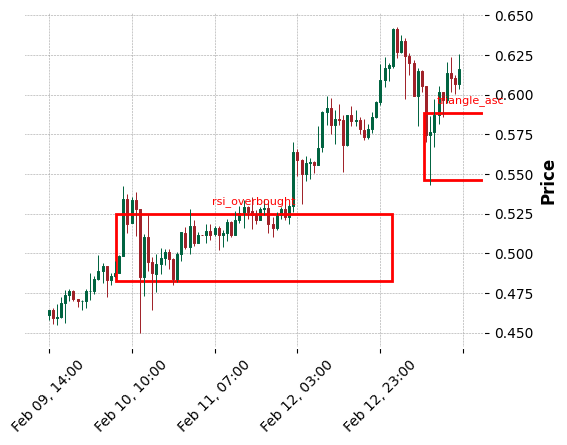 0.650
0.625
0.600
riangle_asc
0.575
0.550
rsi_overbought
0.525
0.500
0.475
0.450
Price
Feb 09, 14:00
Feb 10, 10:00
Feb 11, 07:00
Feb 12, 03:00
Feb 12, 23:00